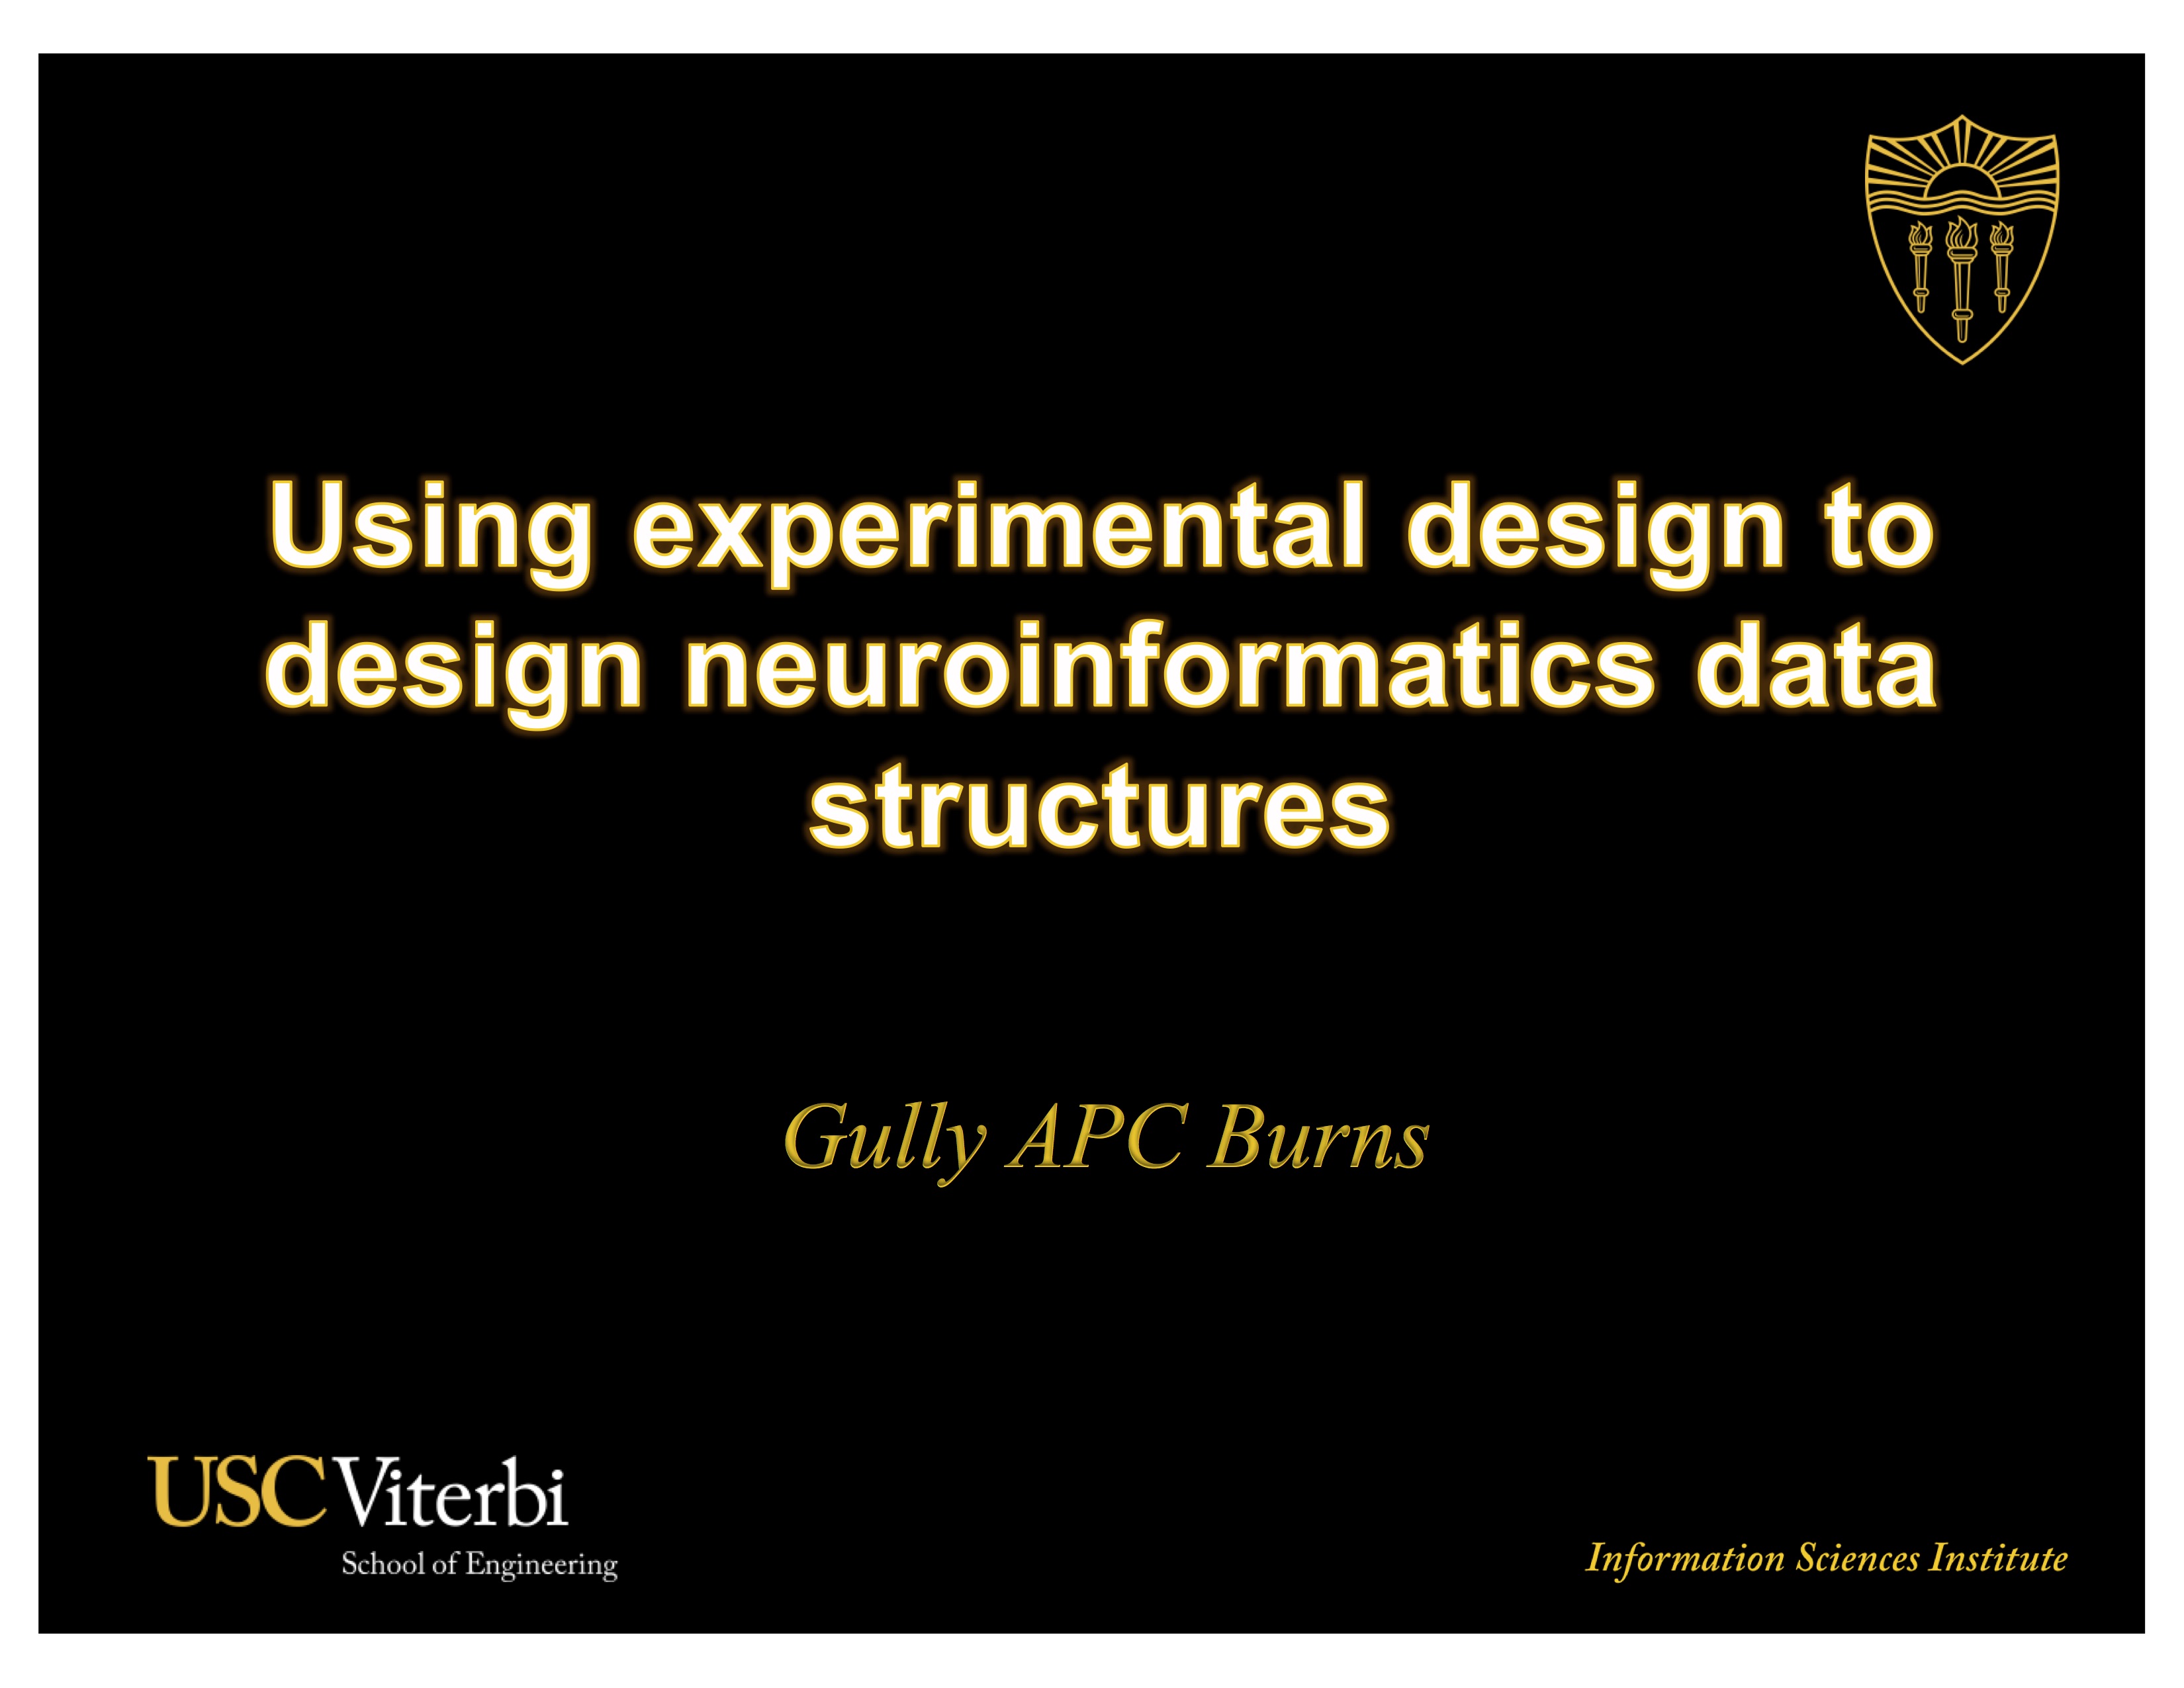 Using experimental design to
design neuroinformatics data
structures
Gully APC Burns
USC Viterbi
School of Engineering
Information Sciences Institute